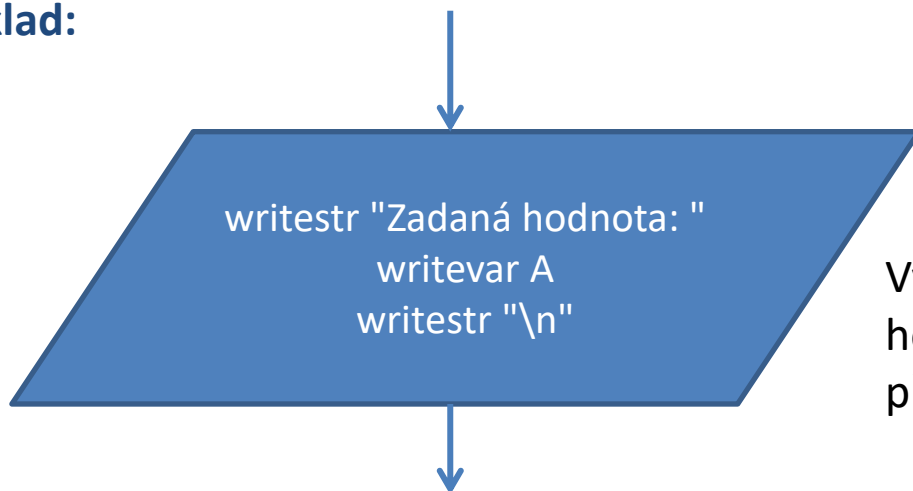 klad:
writestr "Zadaná hodnota: "
writevar A
writestr "\n"